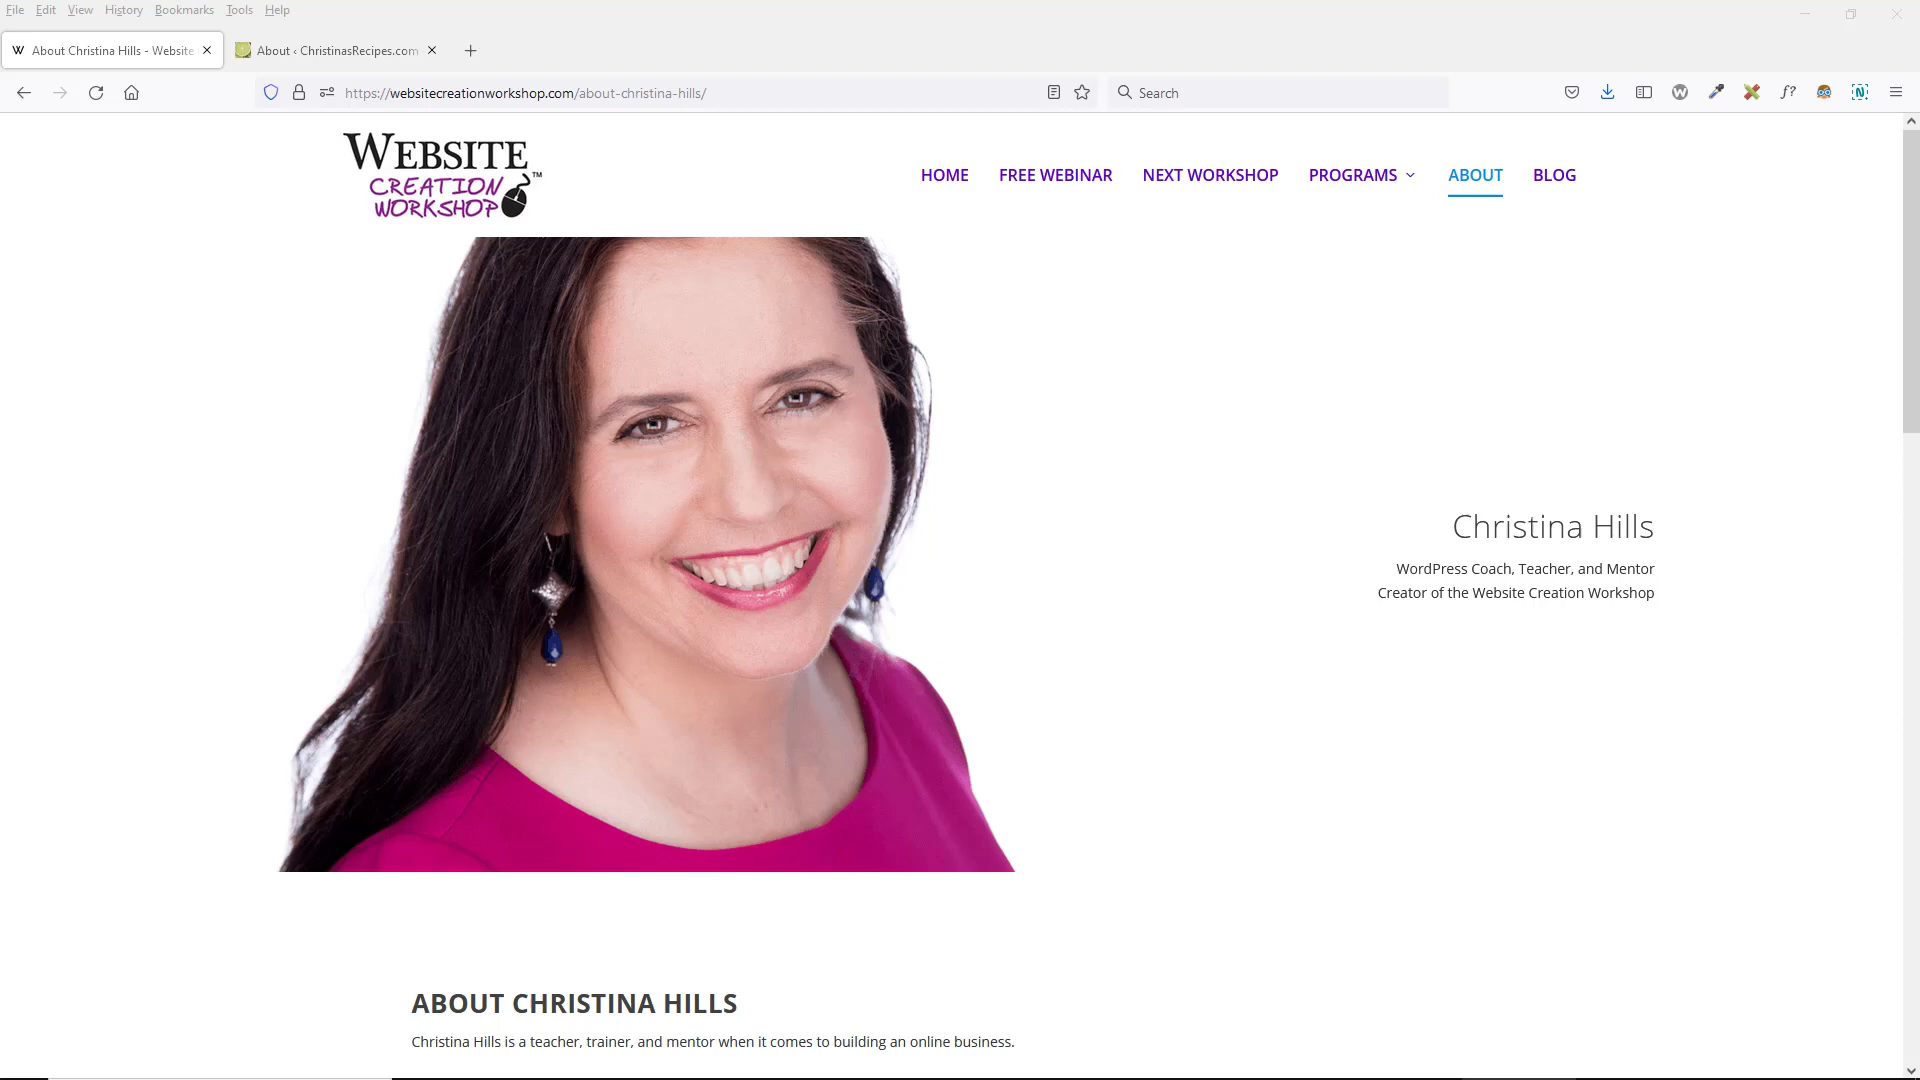 File Edit View History Bookmarks Tools Help
About Christina Hills - Website
About ‹ ChristinasRecipes.com
https://websitecreationworkshop.com/about-christina-hills/
Search
WEBSITE
CREATION
WORKSHOP™
HOME FREE WEBINAR NEXT WORKSHOP PROGRAMS ABOUT BLOG
Christina Hills
WordPress Coach, Teacher, and Mentor
Creator of the Website Creation Workshop
ABOUT CHRISTINA HILLS
Christina Hills is a teacher, trainer, and mentor when it comes to building an online business.